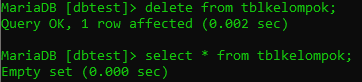 MariaDB [dbtest]> delete from tblkelompok;
Query OK, 1 row affected (0.002 sec)
MariaDB [dbtest]> select * from tblkelompok;
Empty set (0.000 sec)